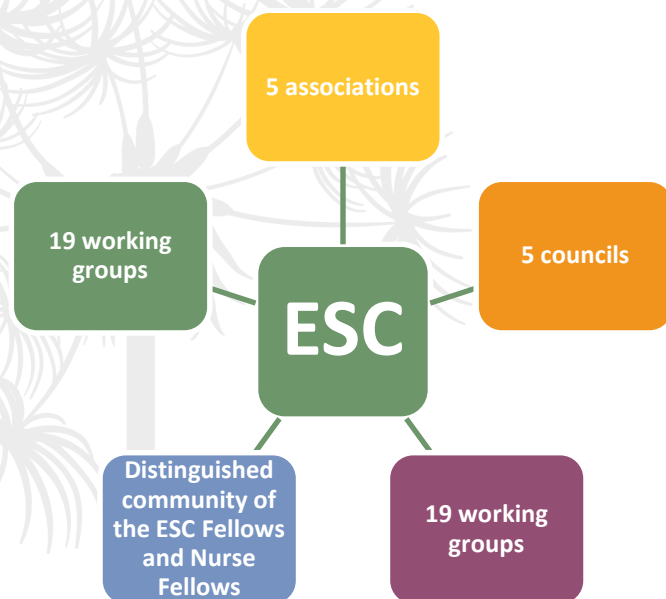 5 associations
19 working
groups
5 councils
ESC
Distinguished
community of
the ESC Fellows
and Nurse
Fellows
19 working
groups